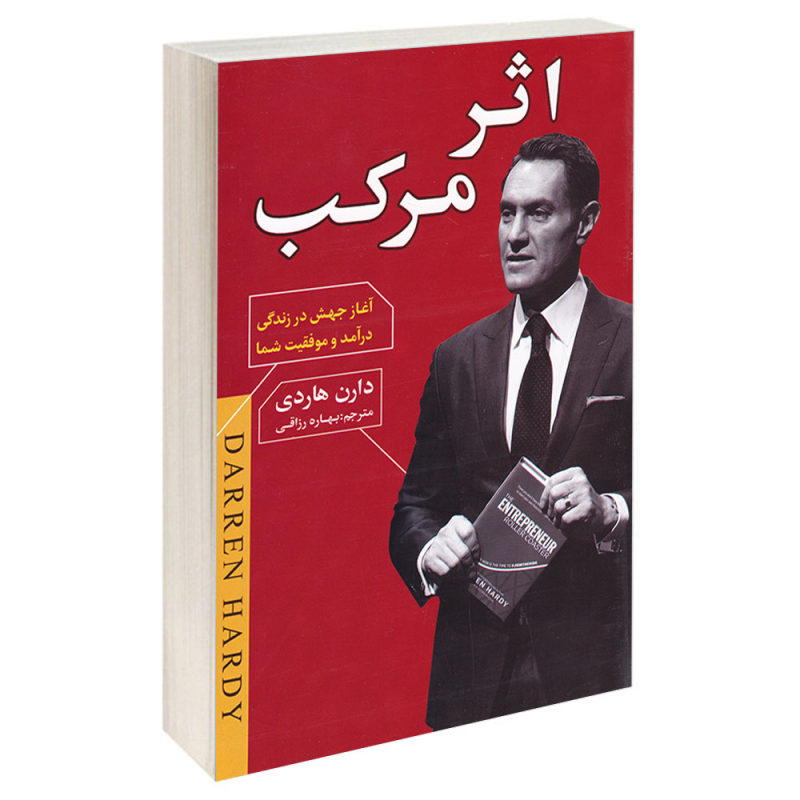 اثر
مرکب
آغاز جهش در زندگی
درآمد و موفقیت شما
دارن هاردی
مترجم: بهاره رزاقی
DARREN HARDY
THE
ENTREPRENEUR
ROLLER COASTER
EN HARDY